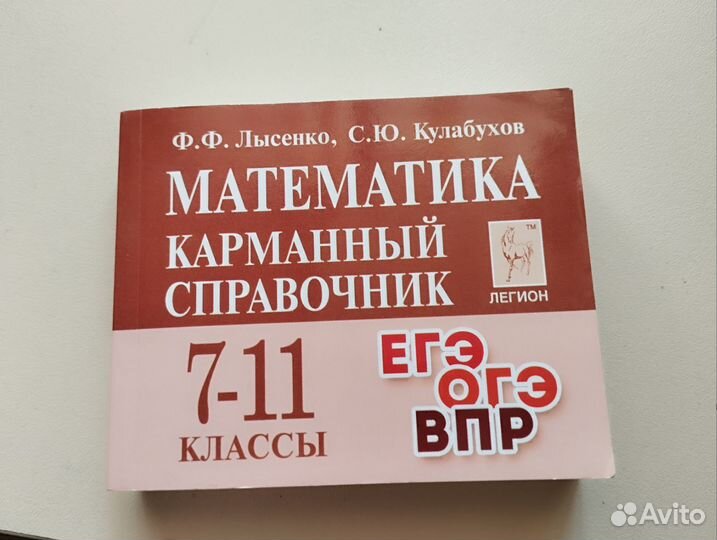 Ф.Ф. Лысенко, С.Ю. Кулабухов
МАТЕМАТИКА
КАРМАННЫЙ
СПРАВОЧНИК
TM
ЛЕГИОН
7-11
КЛАССЫ
ЕГЭ
ОГЭ
ВПР
Avito